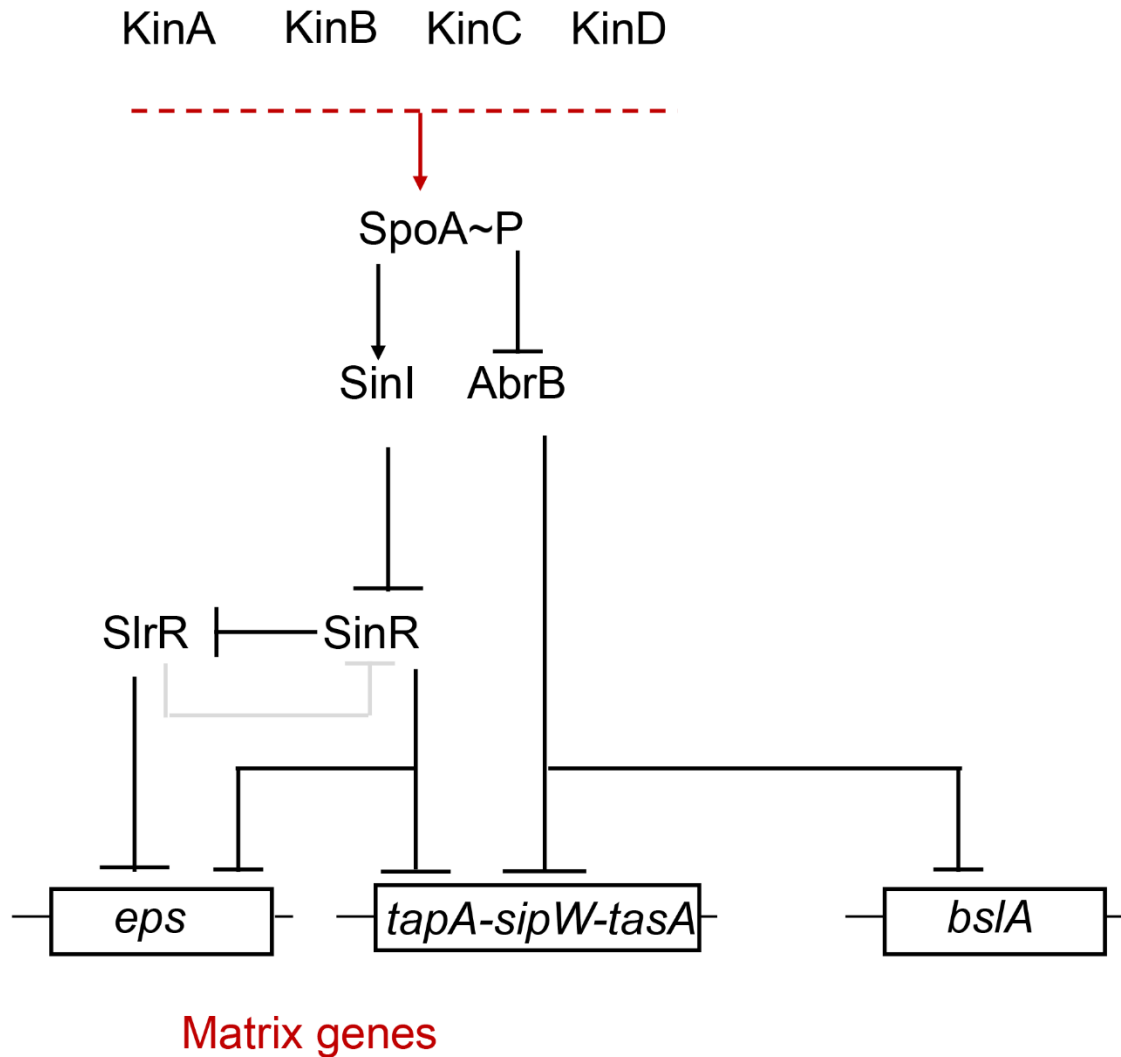 KinA KinB KinC KinD
SpoA~P
SinI AbrB
SlrR SinR
eps tapA-sipW-tasA bslA
Matrix genes